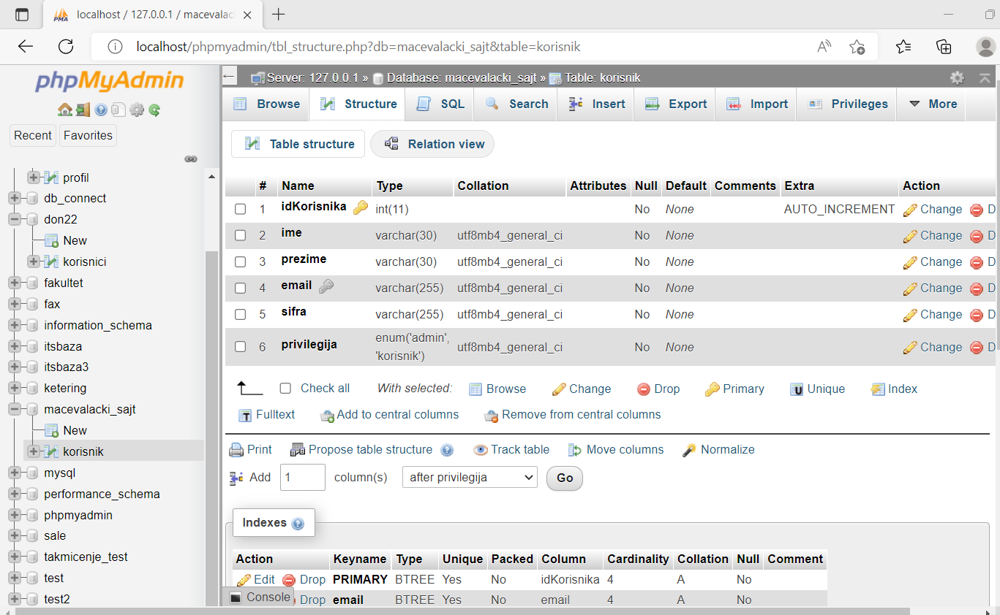 localhost / 127.0.0.1 / macevalac
localhost/phpmyadmin/tbl_structure.php?db=macevalacki_sajt&table=korisnik
phpMyAdmin
Recent Favorites
profil
db_connect
don22
New
korisnici
fakultet
fax
information_schema
itsbaza
itsbaza3
ketering
macevalacki_sajt
New
korisnik
mysql
performance_schema
phpmyadmin
sale
takmicenje_test
test
test2
Server: 127.0.0.1 » Database: macevalacki_sajt » Table: korisnik
Browse Structure SQL Search Insert Export Import Privileges More
Table structure Relation view
# Name Type Collation Attributes Null Default Comments Extra Action
1 idKorisnika int(11) No None AUTO_INCREMENT Change D
2 ime varchar(30) utf8mb4_general_ci No None Change D
3 prezime varchar(30) utf8mb4_general_ci No None Change D
4 email varchar(255) utf8mb4_general_ci No None Change D
5 sifra varchar(255) utf8mb4_general_ci No None Change D
6 privilegija enum('admin', 'korisnik') utf8mb4_general_ci No None Change D
Check all With selected: Browse Change Drop Primary Unique Index
Fulltext Add to central columns Remove from central columns
Print Propose table structure Track table Move columns Normalize
Add 1 column(s) after privilegija Go
Indexes
Action Keyname Type Unique Packed Column Cardinality Collation Null Comment
Edit Drop PRIMARY BTREE Yes No idKorisnika 4 A No
Console Drop email BTREE Yes No email 4 A No